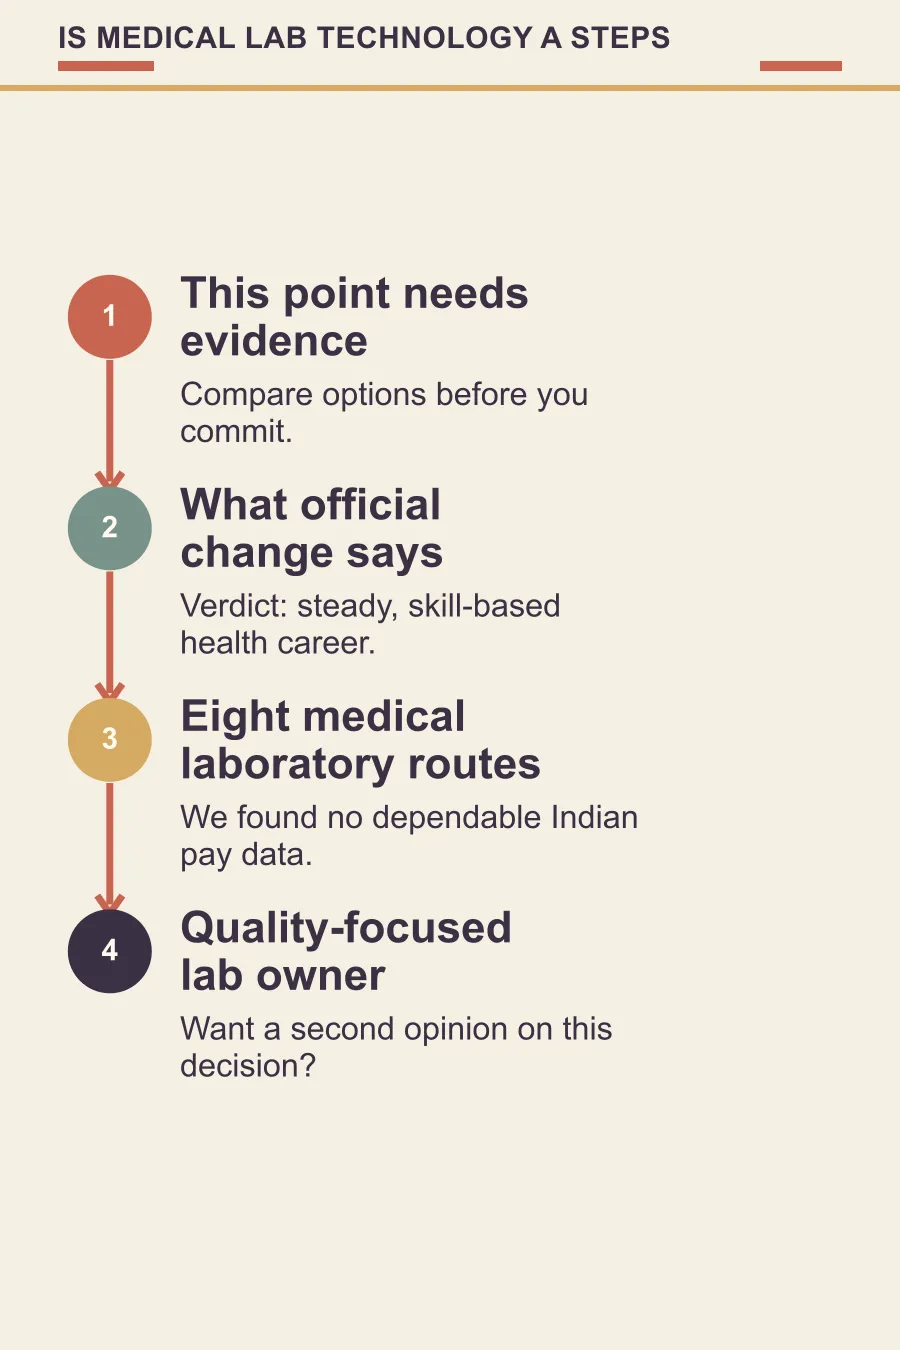 IS MEDICAL LAB TECHNOLOGY A STEPS
1
This point needs
evidence
Compare options before you
commit.
2
What official
change says
Verdict: steady, skill-based
health career.
3
Eight medical
laboratory routes
We found no dependable Indian
pay data.
4
Quality-focused
lab owner
Want a second opinion on this
decision?